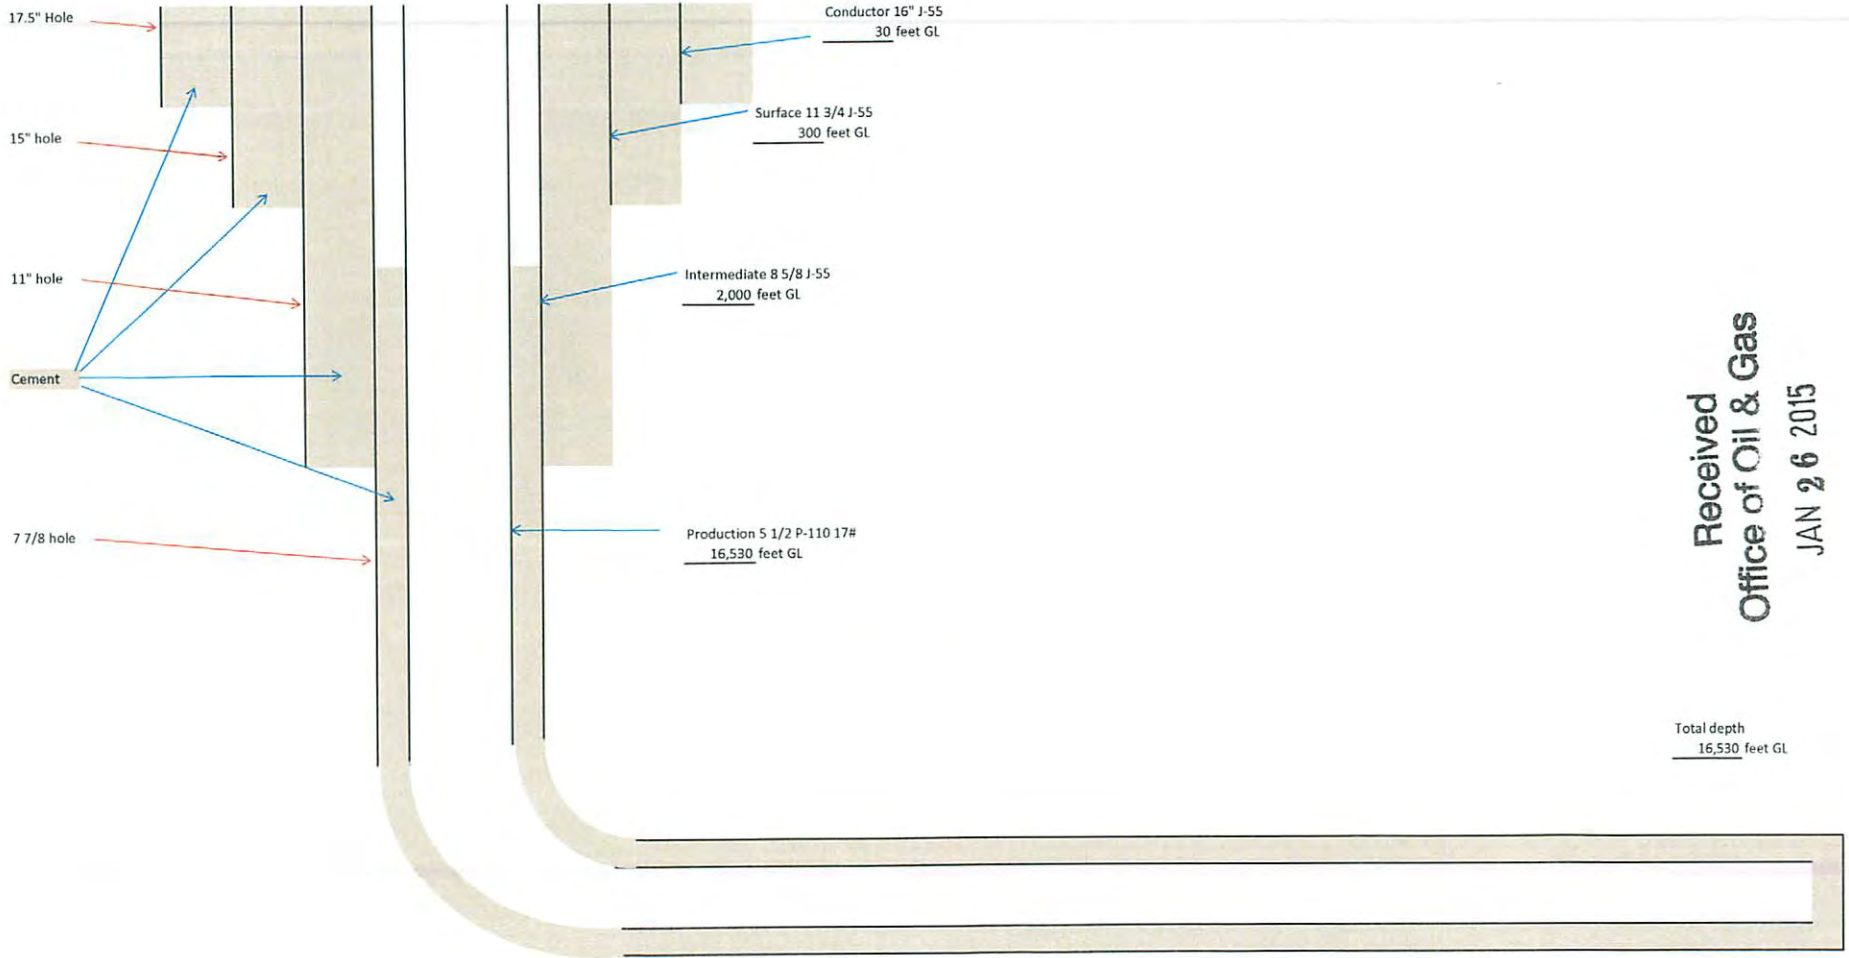 17.5" Hole
Conductor 16" J-55
30 feet GL
Surface 11 3/4 J-55
300 feet GL
15" hole
Intermediate 8 5/8 J-55
2,000 feet GL
11" hole
Cement
Production 5 1/2 P-110 17#
16,530 feet GL
7 7/8 hole
Received
Office of Oil & Gas
JAN 26 2015
Total depth
16,530 feet GL